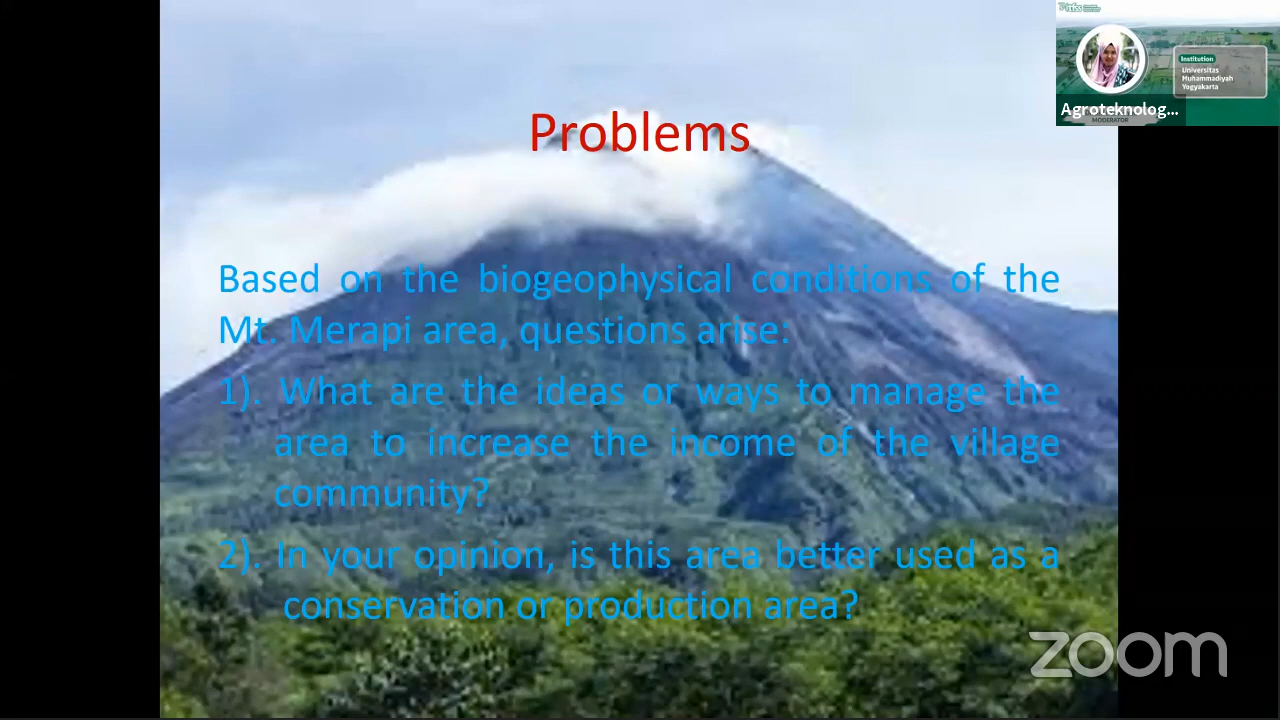 Problems
Based on the biogeophysical conditions of the
Mt. Merapi area, questions arise:
1). What are the ideas or ways to manage the
area to increase the income of the village
community?
2). In your opinion, is this area better used as a
conservation or production area?
Institution
Universitas
Muhammadiyah
Yogyakarta
Agroteknolog...
MODERATOR
zoom